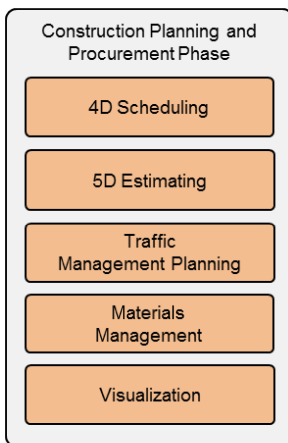 Construction Planning and
Procurement Phase
4D Scheduling
5D Estimating
Traffic
Management Planning
Materials
Management
Visualization